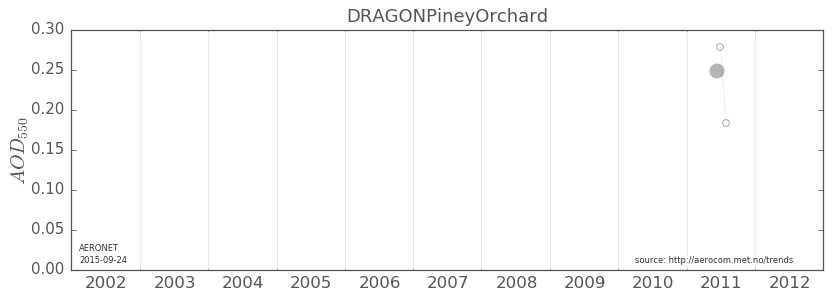 DRAGONPineyOrchard
0.30
0.25
0.20
0.15
0.10
0.05
0.00
AOD550
AERONET
2015-09-24
source: http://aerocom.met.no/trends
2002 2003 2004 2005 2006 2007 2008 2009 2010 2011 2012